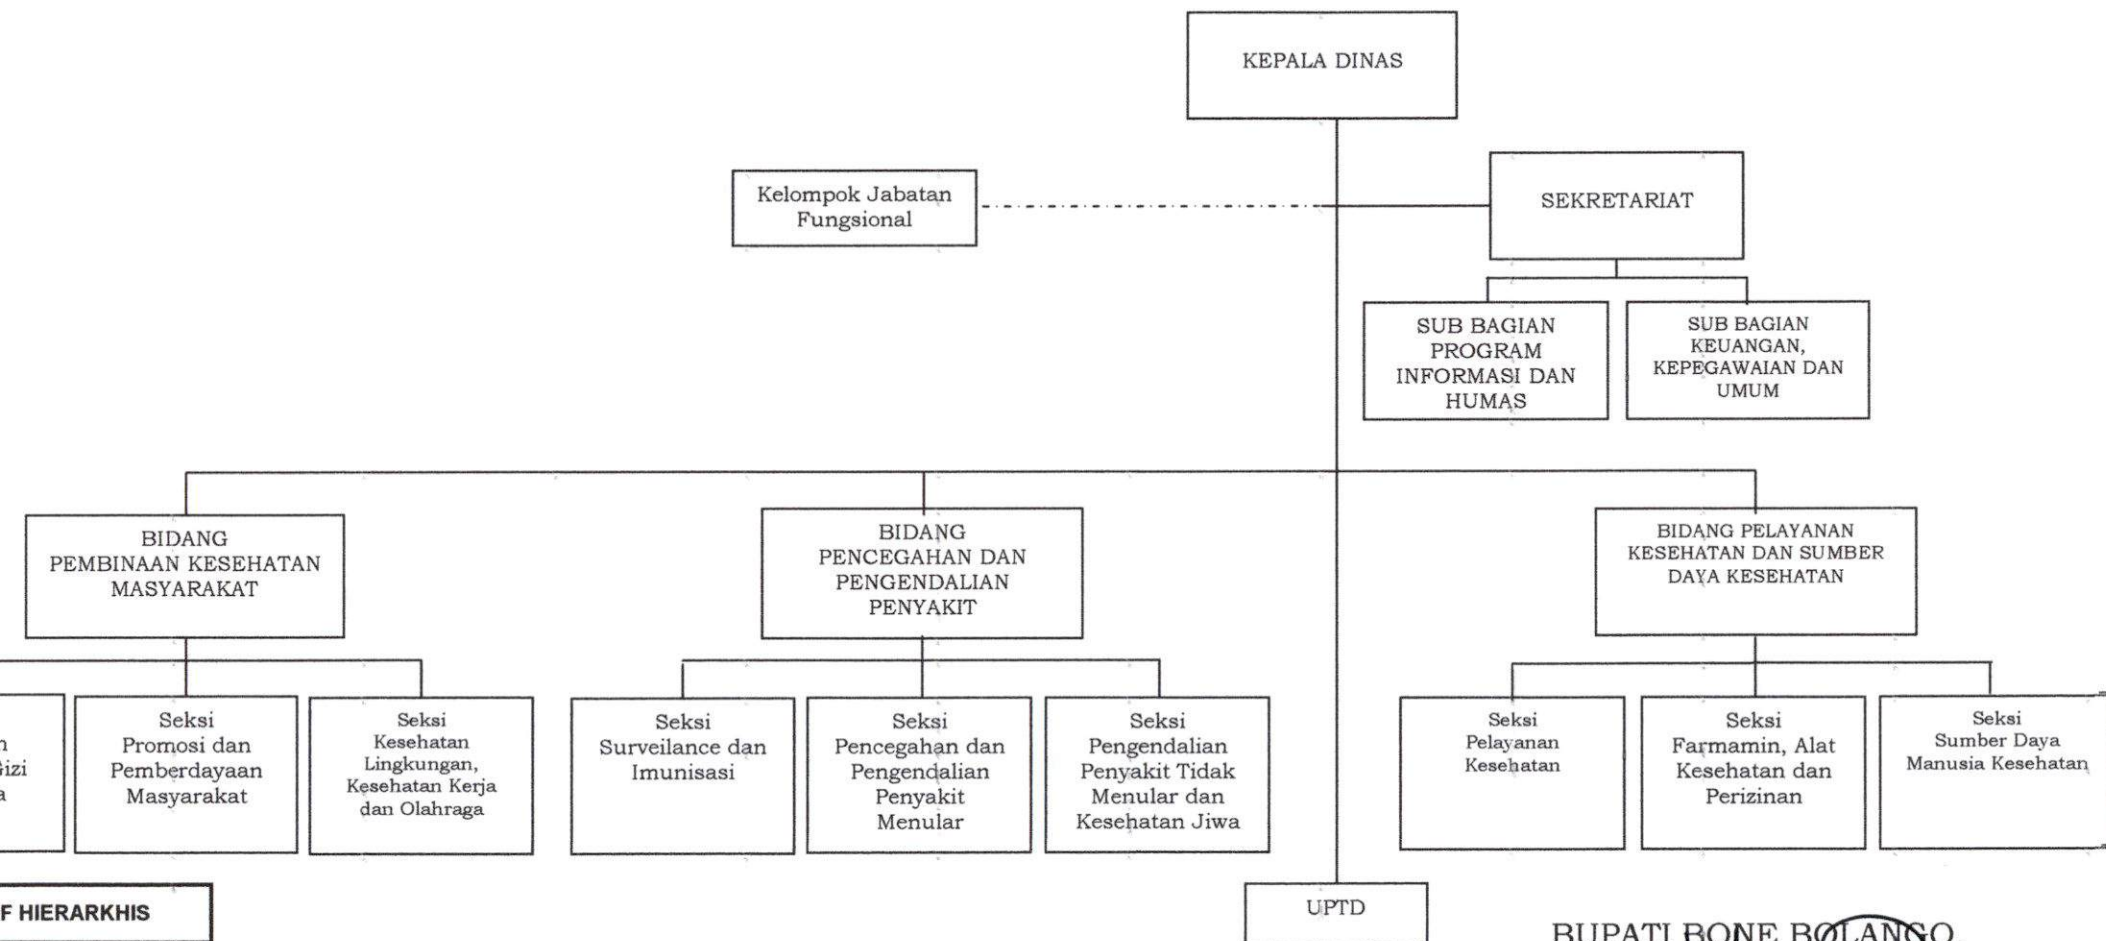 KEPALA DINAS
Kelompok Jabatan
Fungsional
SEKRETARIAT
SUB BAGIAN
PROGRAM
INFORMASI DAN
HUMAS
SUB BAGIAN
KEUANGAN,
KEPEGAWAIAN DAN
UMUM
BIDANG
PEMBINAAN KESEHATAN
MASYARAKAT
BIDANG
PENCEGAHAN DAN
PENGENDALIAN
PENYAKIT
BIDANG PELAYANAN
KESEHATAN DAN SUMBER
DAYA KESEHATAN
Seksi
Promosi dan
Pemberdayaan
Masyarakat
Seksi
Kesehatan
Lingkungan,
Kesehatan Kerja
dan Olahraga
Seksi
Surveilance dan
Imunisasi
Seksi
Pencegahan dan
Pengendalian
Penyakit
Menular
Seksi
Pengendalian
Penyakit Tidak
Menular dan
Kesehatan Jiwa
Seksi
Pelayanan
Kesehatan
Seksi
Farmamin, Alat
Kesehatan dan
Perizinan
Seksi
Sumber Daya
Manusia Kesehatan
F HIERARKHIS
UPTD
BUPATI BONE BOLANGO,